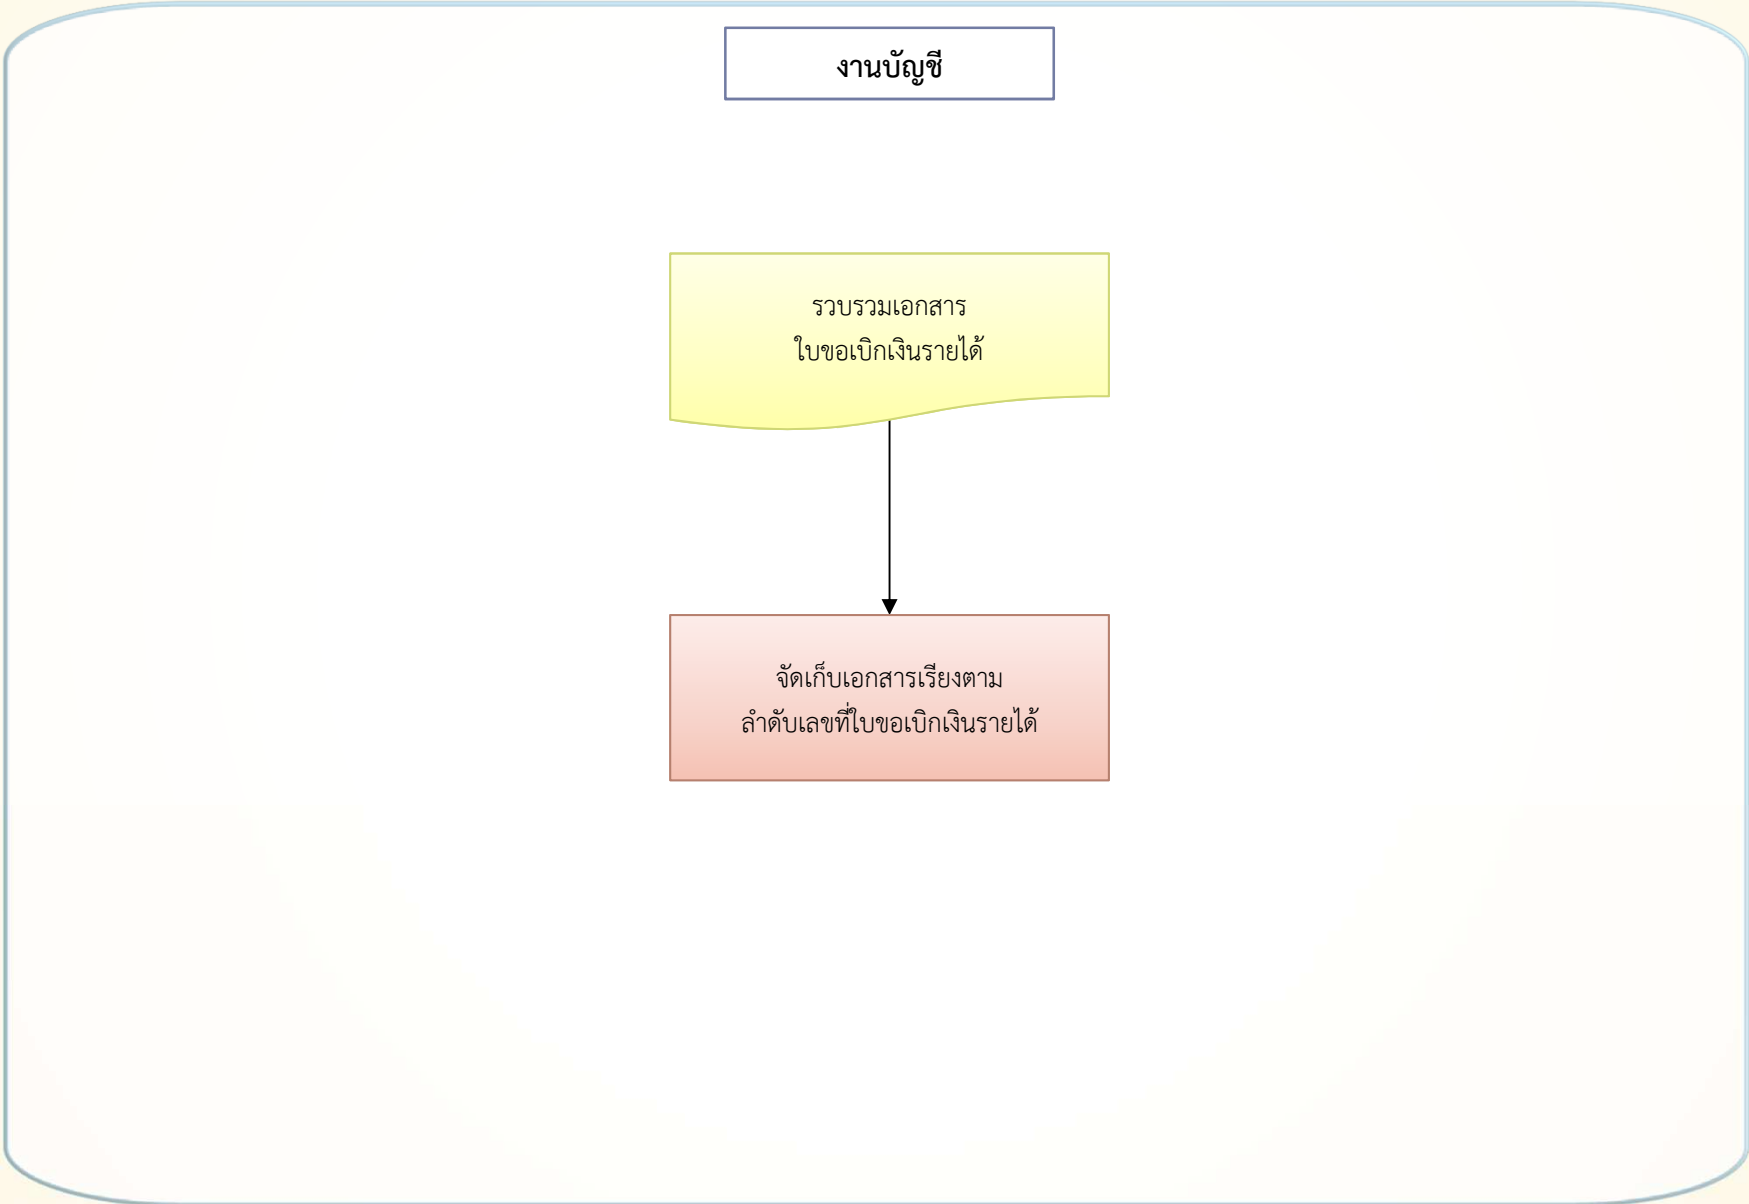 งานบัญชี
รวบรวมเอกสาร
ใบขอเบิกเงินรายได้
จัดเก็บเอกสารเรียงตาม
ลำดับเลขที่ใบขอเบิกเงินรายได้